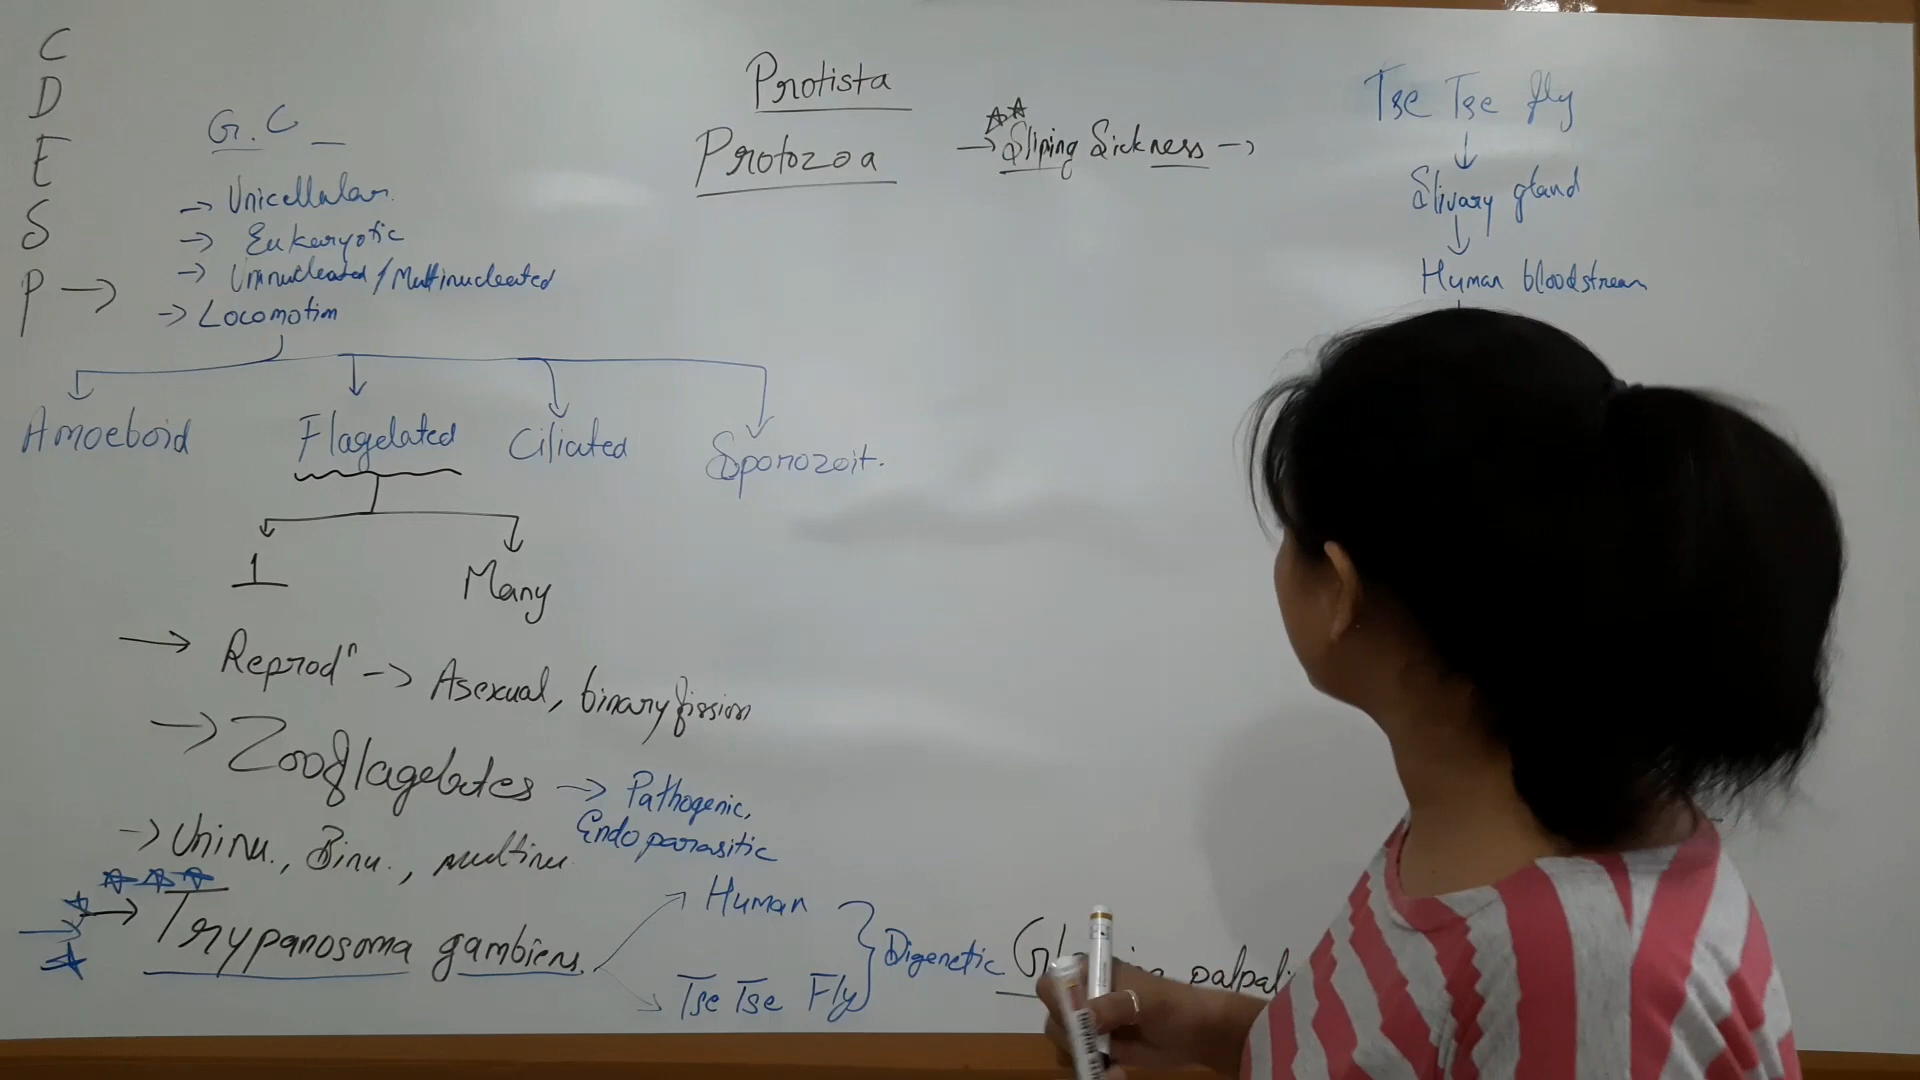 C
D
E
S
P →
G.C _
→ Unicellular.
→ Eukaryotic
→ Uninucleated / Multinucleated
→ Locomotion
Amoeboid
Flagelated
Ciliated
Sporozoit.
1
Many
→ Reprodⁿ → Asexual, binary fission
→ Zooflagelates → Pathogenic,
Endoparasitic
→ Uninu., Binu., multinu
→ Trypanosoma gambiens.
Human
Tse Tse Fly
Digenetic
Protista
Protozoa
→ Sliping Sickness →
Tse Tse fly
Slivary gland
Human bloodstream